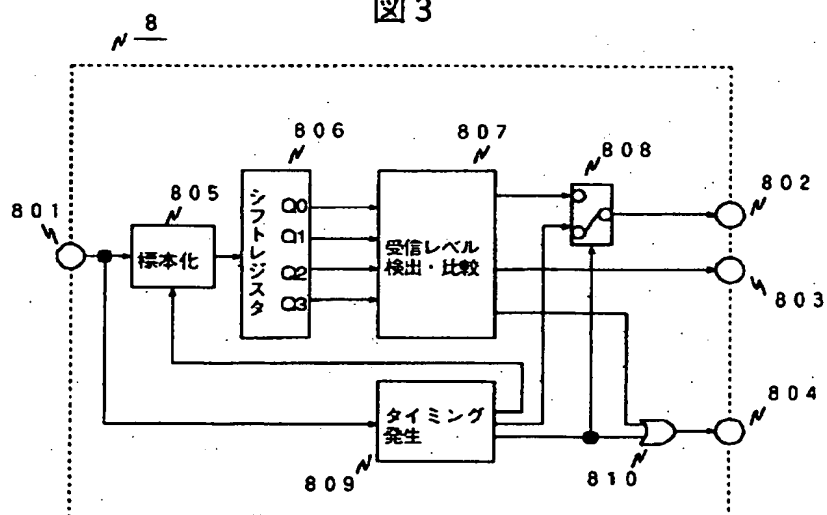 図3
8
806
807
808
805
802
801
シフトレジスタ
Q0
Q1
Q2
Q3
標本化
受信レベル
検出・比較
803
タイミング
発生
804
809
810